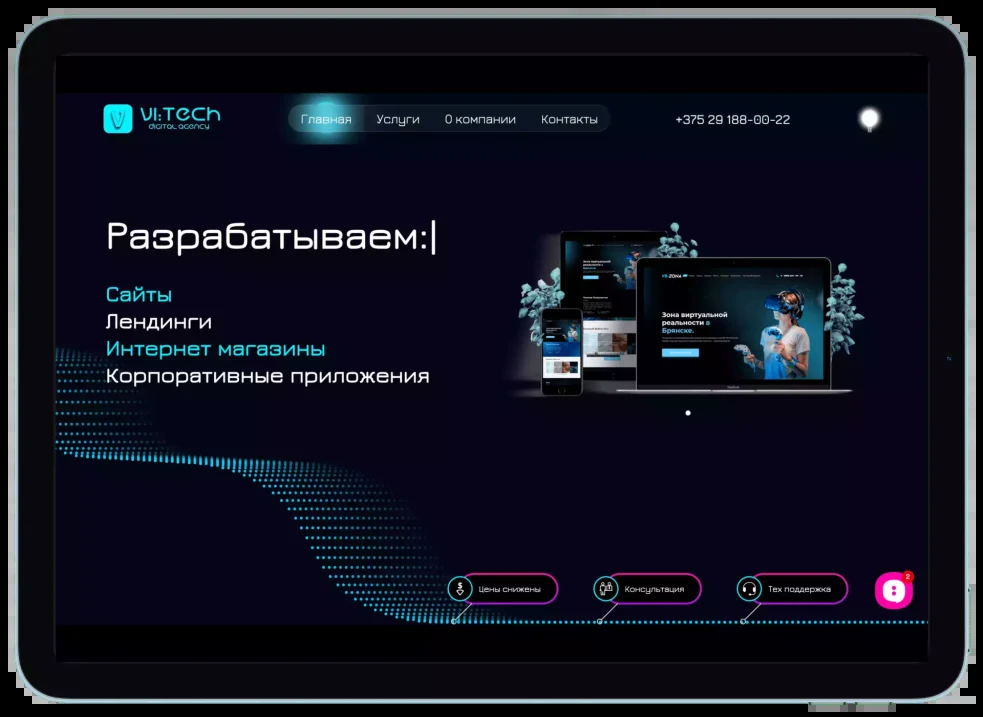 VI:TECH
DIGITAL AGENCY
Главная
Услуги
О компании
Контакты
+375 29 188-00-22
Разрабатываем:|
Сайты
Лендинги
Интернет магазины
Корпоративные приложения
VR-ZONA
Зона виртуальной
реальности в
Брянске.
Цены снижены
Консультация
Тех поддержка
2